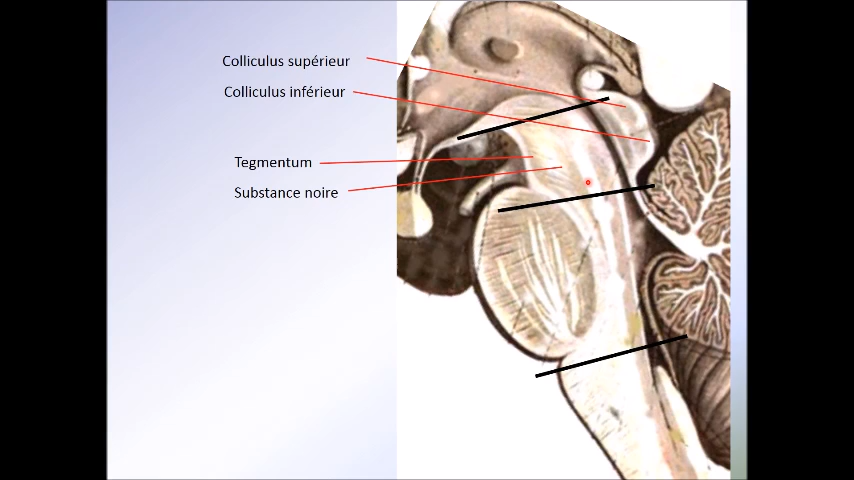 Colliculus supérieur
Colliculus inférieur
Tegmentum
Substance noire